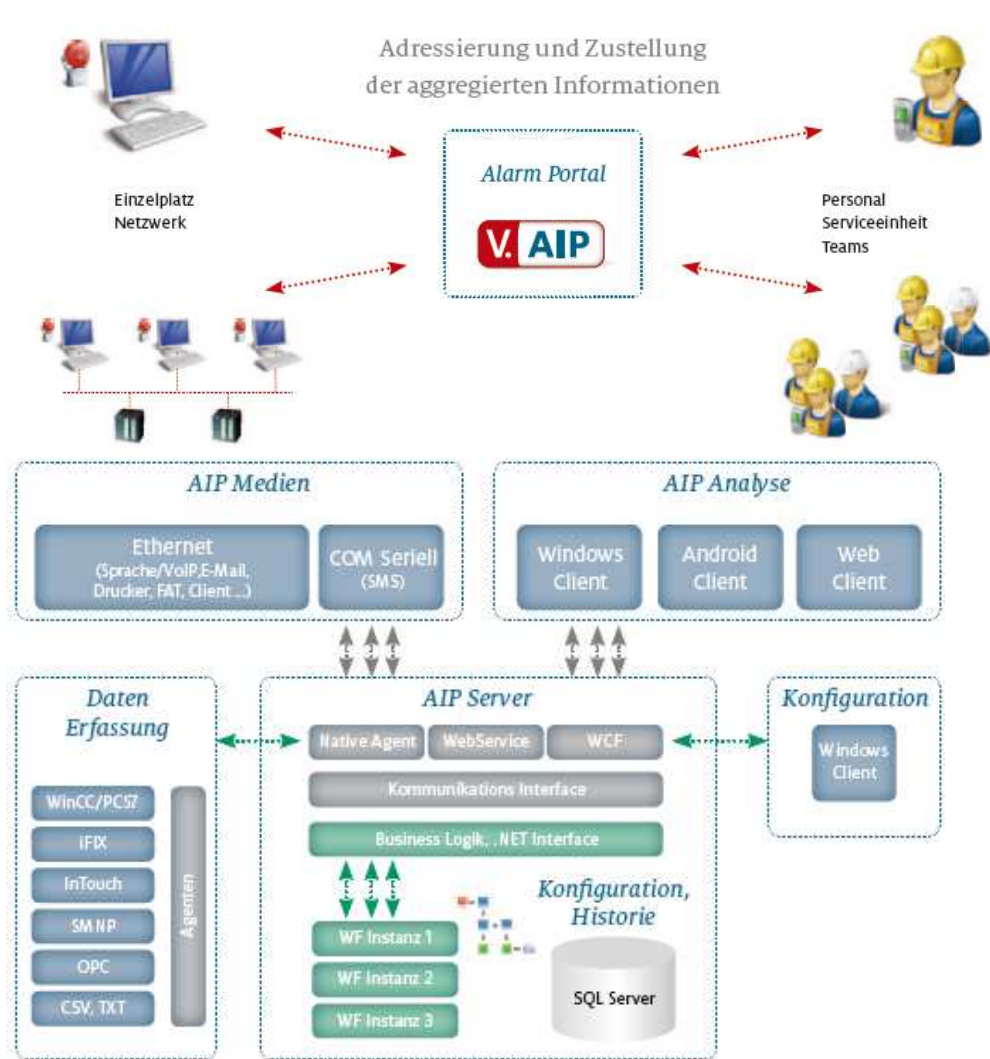 Adressierung und Zustellung
der aggregierten Informationen
Alarm Portal
V. AIP
Einzelplatz
Netzwerk
Personal
Serviceeinheit
Teams
AIP Medien
Ethernet
(Sprache/VoIP,E-Mail,
Drucker, FAT, Client ...)
COM Seriell
(SMS)
AIP Analyse
Windows
Client
Android
Client
Web
Client
Daten
Erfassung
WinCC/PCS7
iFIX
InTouch
SMNP
OPC
CSV, TXT
Agenten
AIP Server
Native Agent
WebService
WCF
Kommunikations Interface
Business Logik, .NET Interface
WF Instanz 1
WF Instanz 2
WF Instanz 3
Konfiguration,
Historie
SQL Server
Konfiguration
Windows
Client